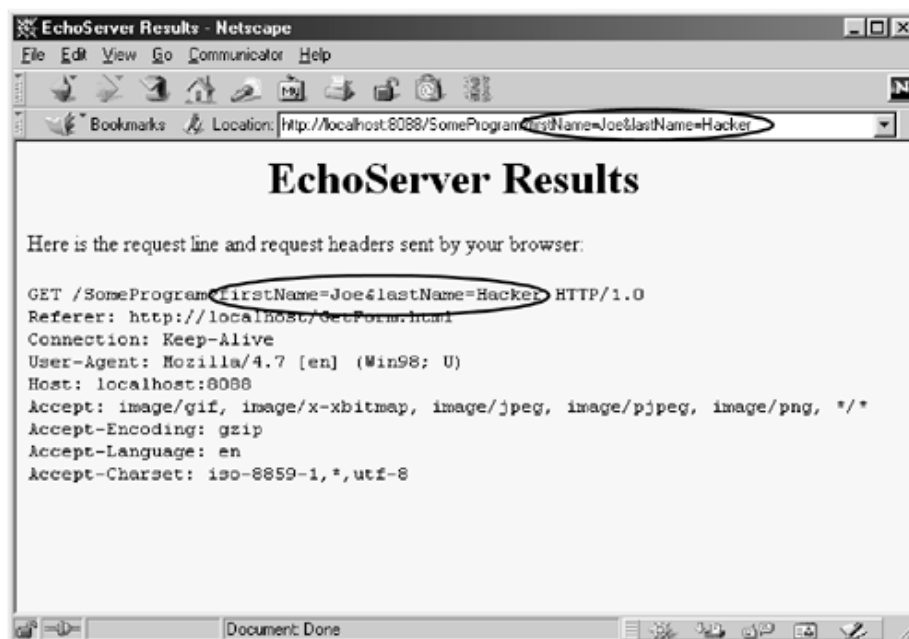 EchoServer Results - Netscape
File Edit View Go Communicator Help
Bookmarks Location: http://localhost:8088/SomeProgram?firstName=Joe&lastName=Hacker
EchoServer Results
Here is the request line and request headers sent by your browser:
GET /SomeProgram?firstName=Joe&lastName=Hacker HTTP/1.0
Referer: http://localhost/GetForm.html
Connection: Keep-Alive
User-Agent: Mozilla/4.7 [en] (Win98; U)
Host: localhost:8088
Accept: image/gif, image/x-xbitmap, image/jpeg, image/pjpeg, image/png, */*
Accept-Encoding: gzip
Accept-Language: en
Accept-Charset: iso-8859-1,*,utf-8
Document: Done